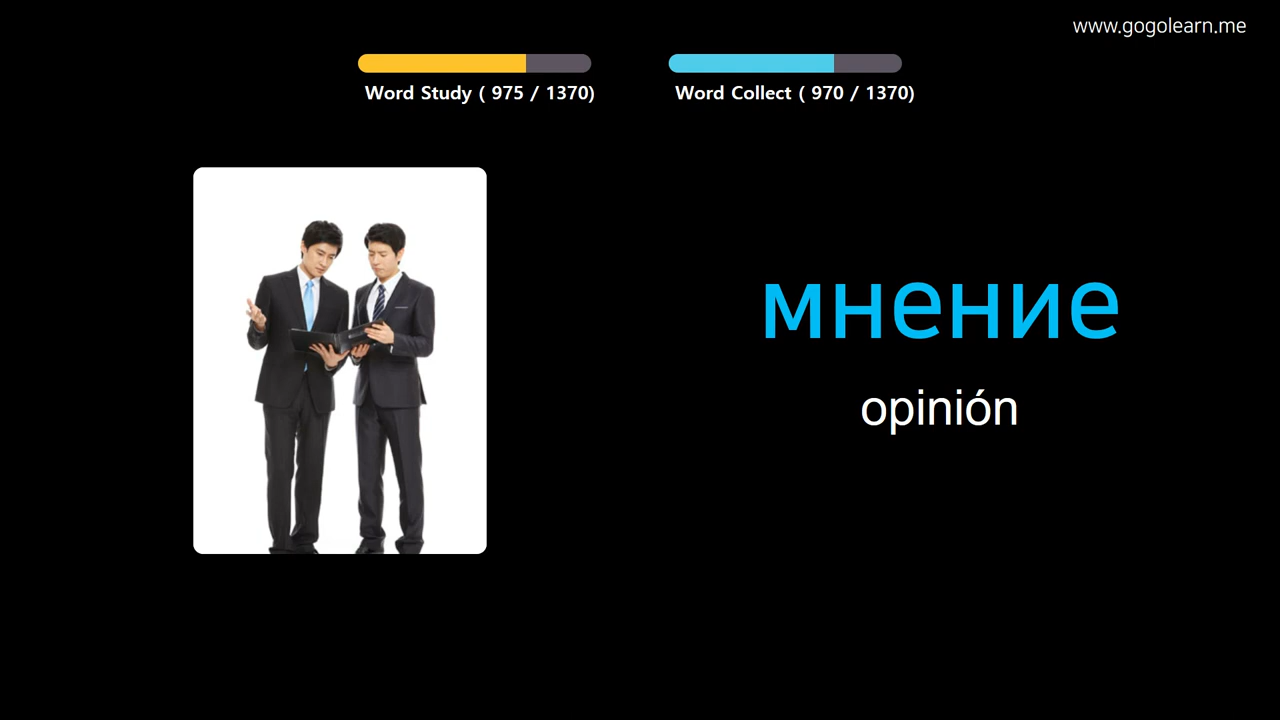 www.gogolearn.me
Word Study ( 975 / 1370)
Word Collect ( 970 / 1370)
мнение
opinión